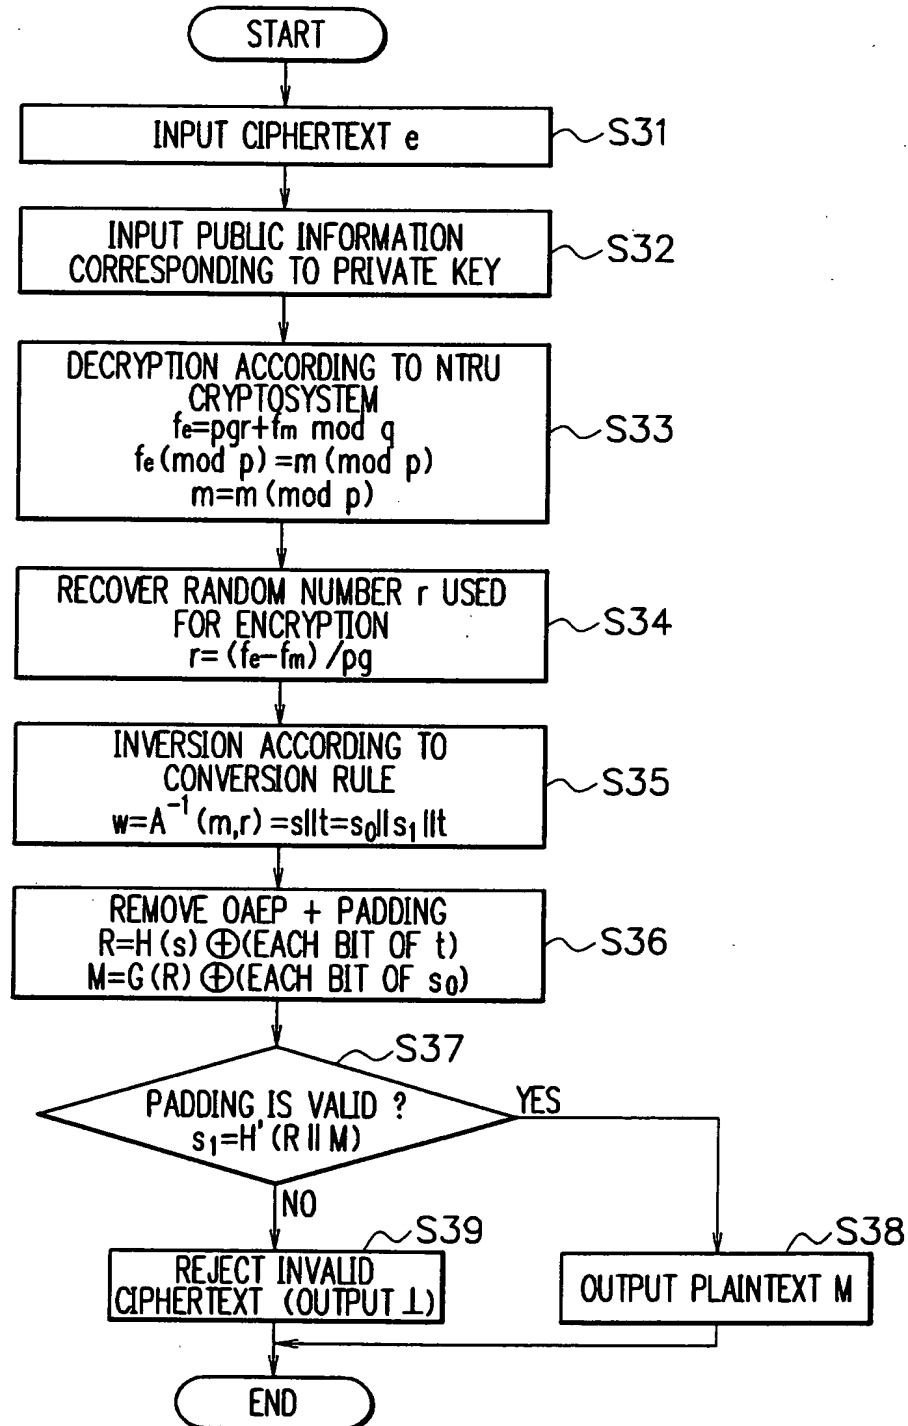 START
INPUT CIPHERTEXT e
S31
INPUT PUBLIC INFORMATION
CORRESPONDING TO PRIVATE KEY
S32
DECRYPTION ACCORDING TO NTRU
CRYPTOSYSTEM
fe=pgr+fm mod q
fe(mod p)=m(mod p)
m=m(mod p)
S33
RECOVER RANDOM NUMBER r USED
FOR ENCRYPTION
r=(fe-fm)/pg
S34
INVERSION ACCORDING TO
CONVERSION RULE
w=A⁻¹(m,r)=s||t=s₀||s₁||t
S35
REMOVE OAEP + PADDING
R=H(s)⊕(EACH BIT OF t)
M=G(R)⊕(EACH BIT OF s₀)
S36
S37
PADDING IS VALID ?
s₁=H'(R||M)
YES
NO
S39
REJECT INVALID
CIPHERTEXT (OUTPUT⊥)
S38
OUTPUT PLAINTEXT M
END